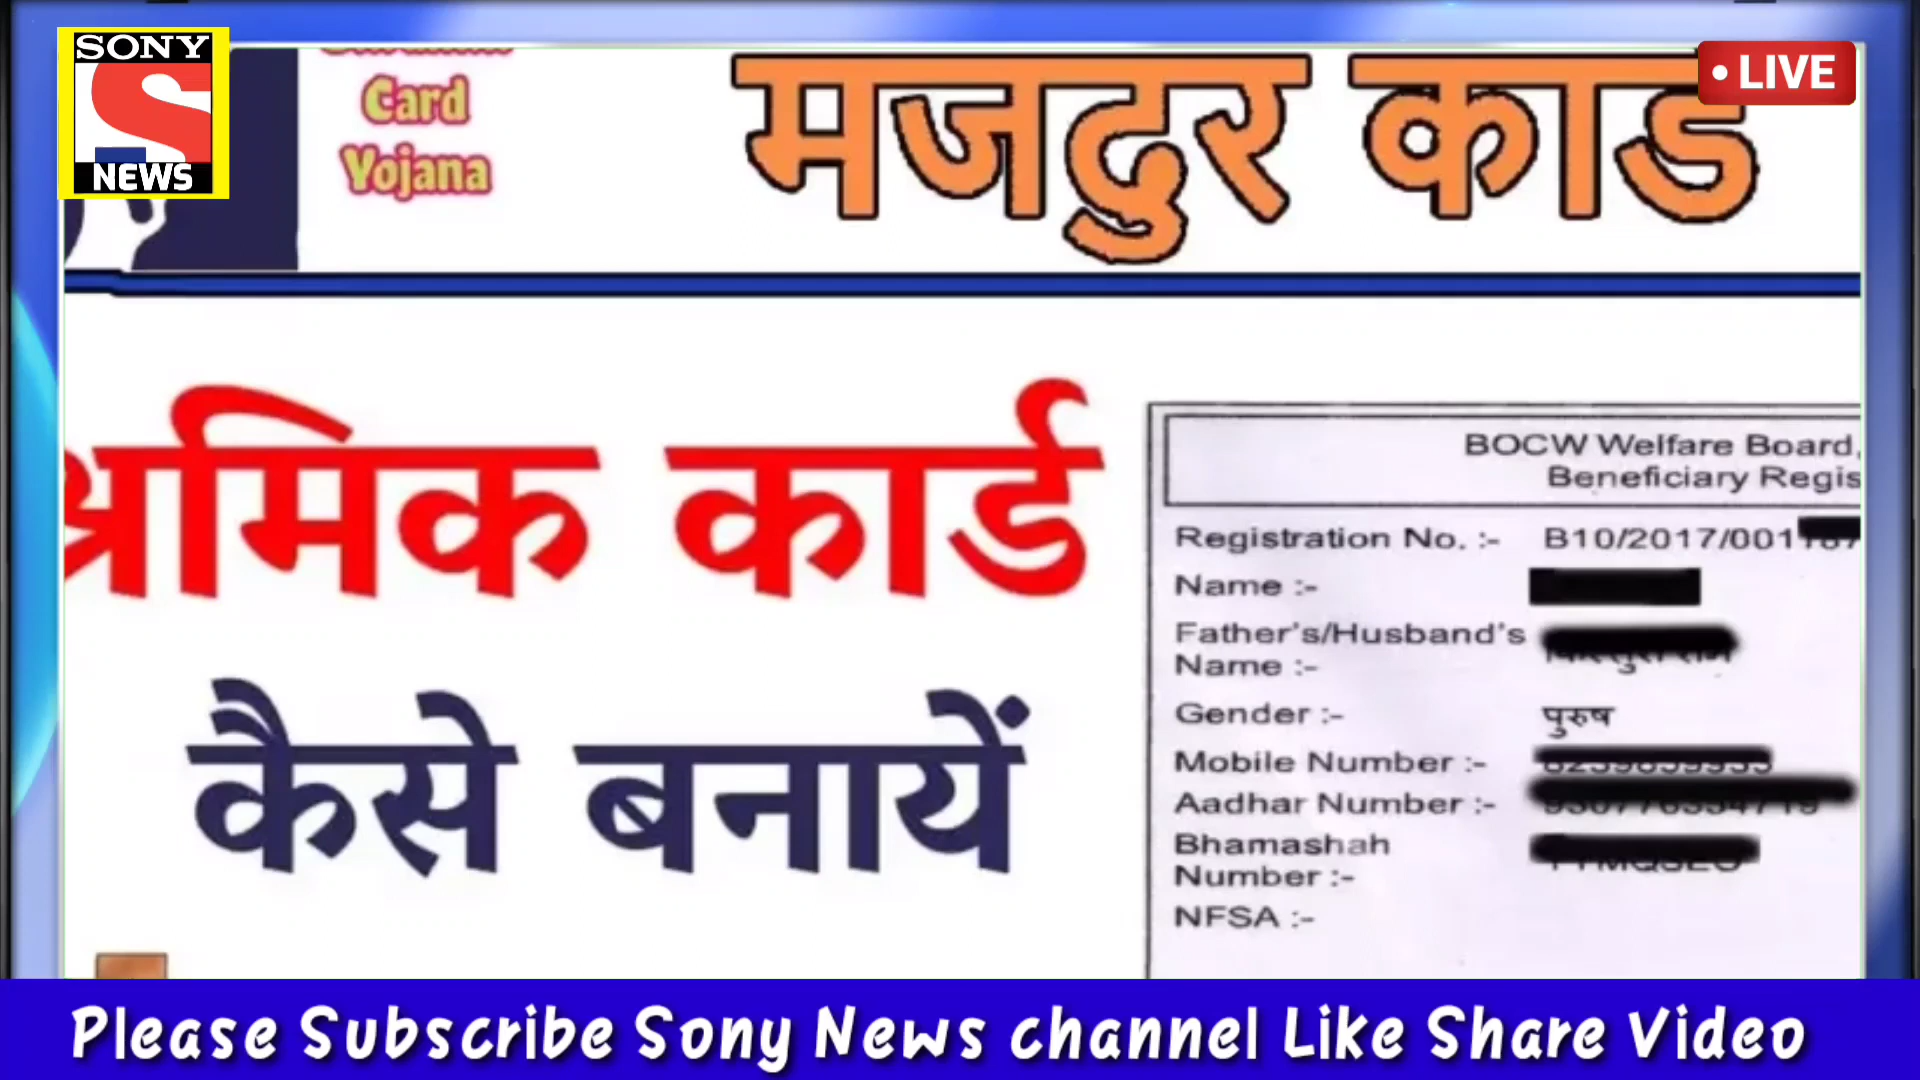 SONY
NEWS
LIVE
Card
Yojana
मजदुर कार्ड
श्रमिक कार्ड
कैसे बनायें
BOCW Welfare Board,
Beneficiary Regis
Registration No. :- B10/2017/001
Name :-
Father's/Husband's
Name :-
Gender :- पुरुष
Mobile Number :-
Aadhar Number :-
Bhamashah
Number :-
NFSA :-
Please Subscribe Sony News channel Like Share Video